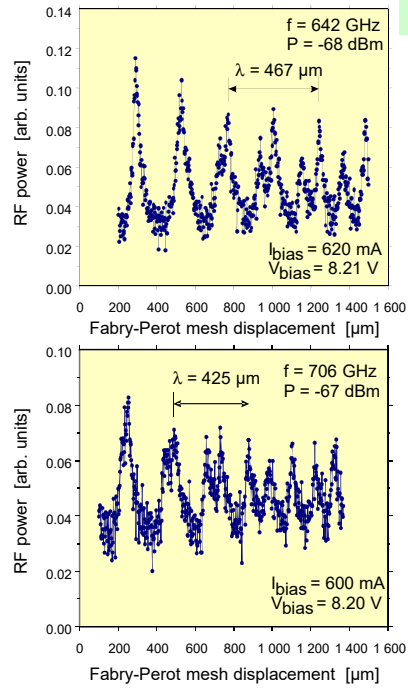 0.14
0.12
0.10
0.08
0.06
0.04
0.02
0.00
RF power [arb. units]
f = 642 GHz
P = -68 dBm
λ = 467 µm
I bias = 620 mA
V bias = 8.21 V
0 200 400 600 800 1 000 1 200 1 400 1 600
Fabry-Perot mesh displacement [µm]
0.10
0.08
0.06
0.04
0.02
0.00
RF power [arb. units]
f = 706 GHz
P = -67 dBm
λ = 425 µm
I bias = 600 mA
V bias = 8.20 V
0 200 400 600 800 1 000 1 200 1 400 1 600
Fabry-Perot mesh displacement [µm]